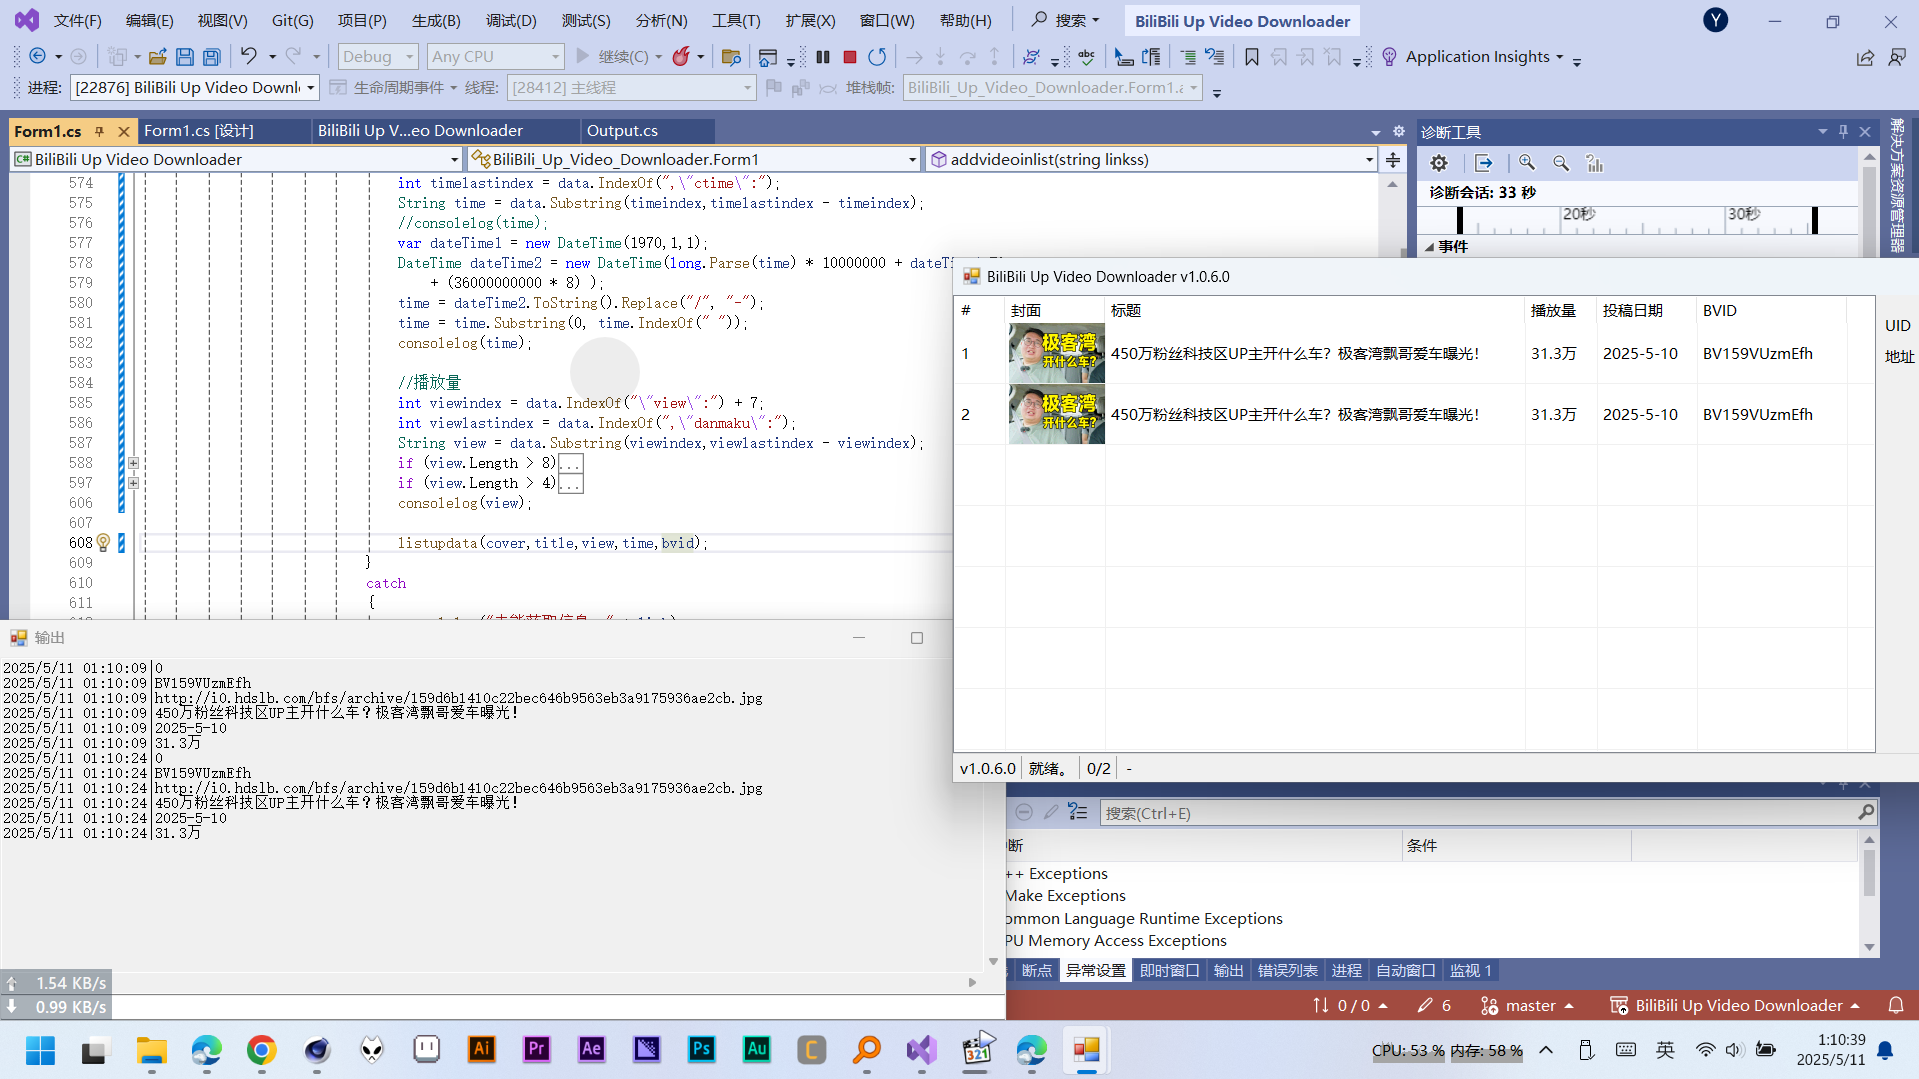 文件(F) 编辑(E) 视图(V) Git(G) 项目(P) 生成(B) 调试(D) 测试(S) 分析(N) 工具(T) 扩展(X) 窗口(W) 帮助(H) 搜索 BiliBili Up Video Downloader Y
Debug Any CPU 继续(C) abc Application Insights
进程: [22876] BiliBili Up Video Downl 生命周期事件 线程: [28412] 主线程 堆栈帧: BiliBili_Up_Video_Downloader.Form1.a
Form1.cs Form1.cs [设计] BiliBili Up V...eo Downloader Output.cs
BiliBili Up Video Downloader BiliBili_Up_Video_Downloader.Form1 addvideoinlist(string linkss)
574 int timelastindex = data.IndexOf(",\"ctime\":");
575 String time = data.Substring(timeindex,timelastindex - timeindex);
576 //consolelog(time);
577 var dateTime1 = new DateTime(1970,1,1);
578 DateTime dateTime2 = new DateTime(long.Parse(time) * 10000000 +
579 + (36000000000 * 8) );
580 time = dateTime2.ToString().Replace("/", "-");
581 time = time.Substring(0, time.IndexOf(" "));
582 consolelog(time);
583
584 //播放量
585 int viewindex = data.IndexOf("\"view\":") + 7;
586 int viewlastindex = data.IndexOf(",\"danmaku\":");
587 String view = data.Substring(viewindex,viewlastindex - viewindex);
588 if (view.Length > 8)...
597 if (view.Length > 4)...
606 consolelog(view);
607
608 listupdata(cover,title,view,time,bvid);
609 }
610 catch
611 {
诊断工具
诊断会话: 33 秒
20秒 30秒
事件
解决方案资源管理器
BiliBili Up Video Downloader v1.0.6.0
# 封面 标题 播放量 投稿日期 BVID
1 极客湾 开什么车? 450万粉丝科技区UP主开什么车? 极客湾飘哥爱车曝光! 31.3万 2025-5-10 BV159VUzmEfh
2 极客湾 开什么车? 450万粉丝科技区UP主开什么车? 极客湾飘哥爱车曝光! 31.3万 2025-5-10 BV159VUzmEfh
UID
地址
v1.0.6.0 就绪。 0/2 -
输出
2025/5/11 01:10:09|0
2025/5/11 01:10:09|BV159VUzmEfh
2025/5/11 01:10:09|http://i0.hdslb.com/bfs/archive/159d6b1410c22bec646b9563eb3a9175936ae2cb.jpg
2025/5/11 01:10:09|450万粉丝科技区UP主开什么车？极客湾飘哥爱车曝光！
2025/5/11 01:10:09|2025-5-10
2025/5/11 01:10:09|31.3万
2025/5/11 01:10:24|0
2025/5/11 01:10:24|BV159VUzmEfh
2025/5/11 01:10:24|http://i0.hdslb.com/bfs/archive/159d6b1410c22bec646b9563eb3a9175936ae2cb.jpg
2025/5/11 01:10:24|450万粉丝科技区UP主开什么车？极客湾飘哥爱车曝光！
2025/5/11 01:10:24|2025-5-10
2025/5/11 01:10:24|31.3万
1.54 KB/s
0.99 KB/s
搜索(Ctrl+E)
断 条件
++ Exceptions
Make Exceptions
ommon Language Runtime Exceptions
PU Memory Access Exceptions
断点 异常设置 即时窗口 输出 错误列表 进程 自动窗口 监视 1
0 / 0 6 master BiliBili Up Video Downloader
Ai Pr Ae Ps Au C 321 CPU: 53 % 内存: 58 % 英 1:10:39
2025/5/11